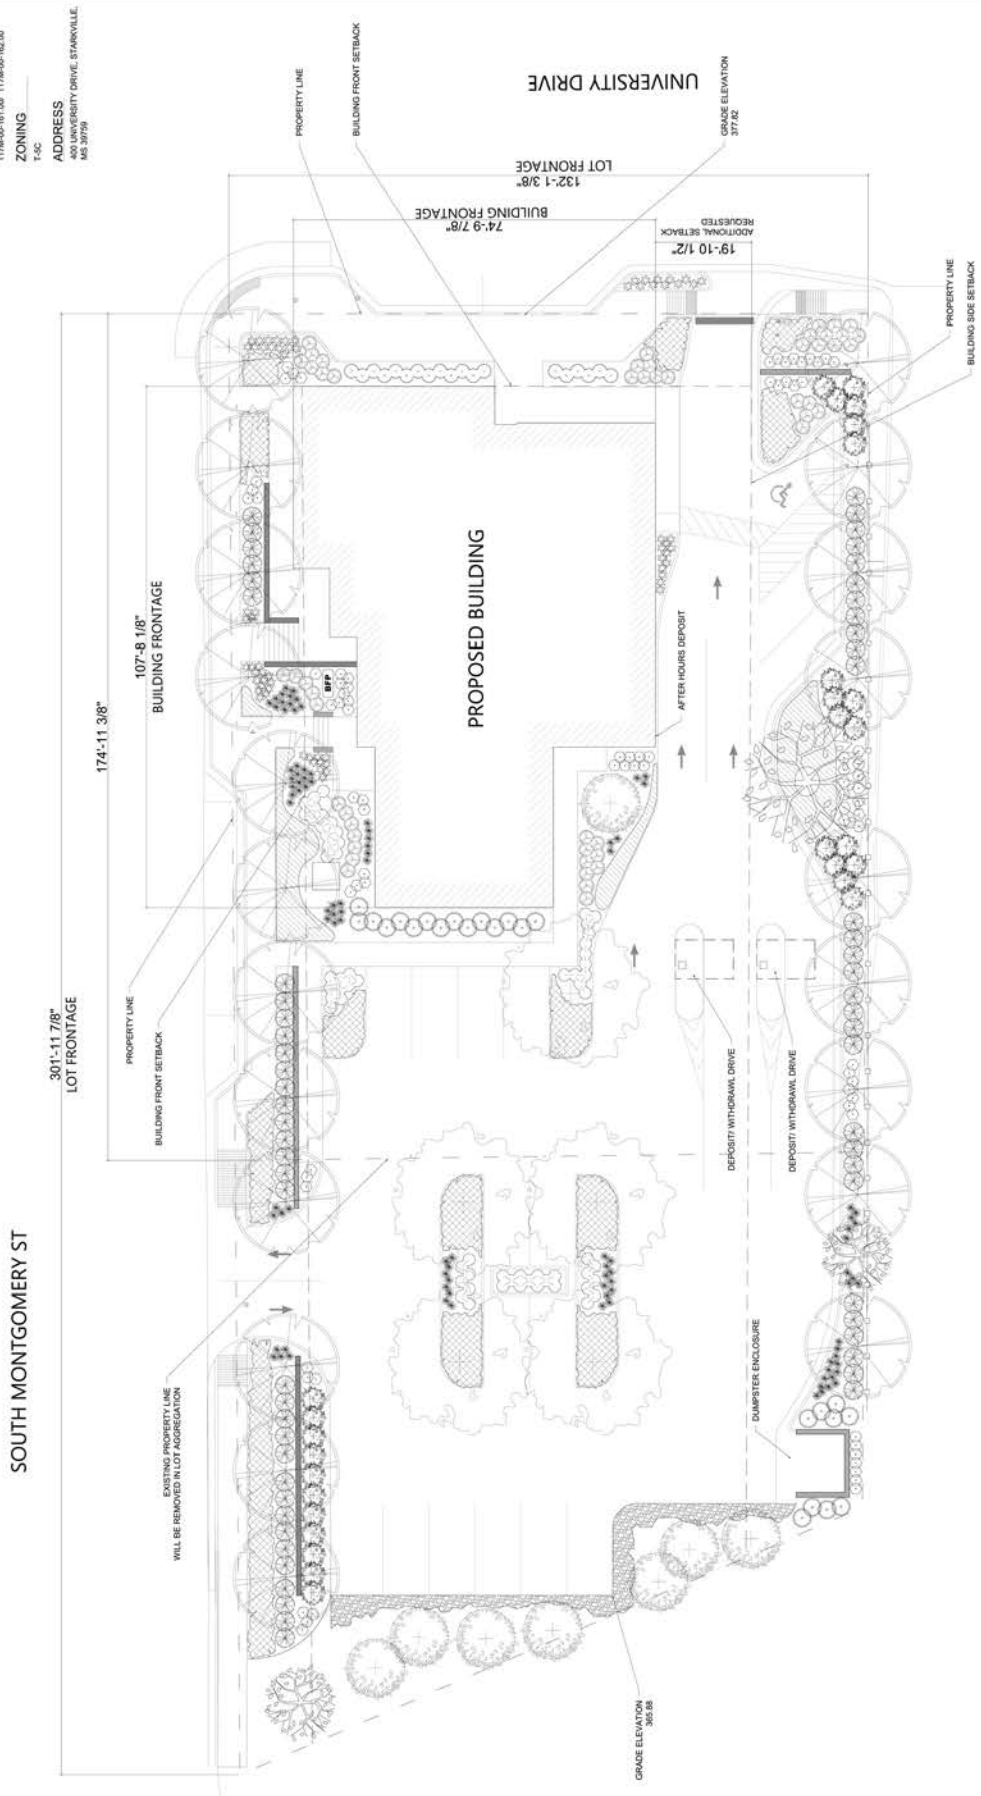 ZONING
T-5C
ADDRESS
400 UNIVERSITY DRIVE, STARKVILLE,
MS 39759
SOUTH MONTGOMERY ST
301'-11 7/8"
LOT FRONTAGE
174'-11 3/8"
107'-8 1/8"
BUILDING FRONTAGE
PROPERTY LINE
BUILDING FRONT SETBACK
EXISTING PROPERTY LINE
WILL BE REMOVED IN LOT AGGREGATION
PROPERTY LINE
BUILDING FRONT SETBACK
UNIVERSITY DRIVE
132'-1 3/8"
LOT FRONTAGE
74'-9 7/8"
BUILDING FRONTAGE
19'-10 1/2"
ADDITIONAL SETBACK
REQUESTED
GRADE ELEVATION
377.82
PROPERTY LINE
BUILDING SIDE SETBACK
BFP
PROPOSED BUILDING
AFTER HOURS DEPOSIT
DEPOSIT/ WITHDRAWL DRIVE
DEPOSIT/ WITHDRAWL DRIVE
DUMPSTER ENCLOSURE
GRADE ELEVATION
365.88